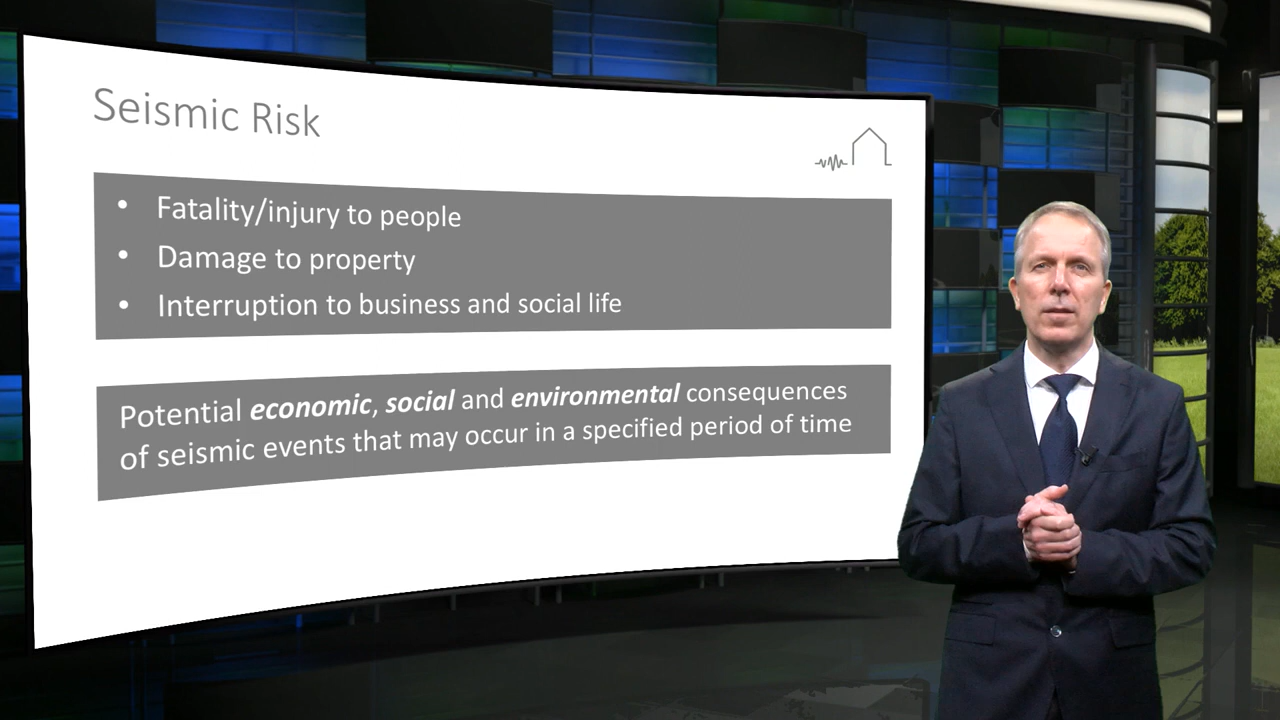 Seismic Risk
• Fatality/injury to people
• Damage to property
• Interruption to business and social life
Potential economic, social and environmental consequences
of seismic events that may occur in a specified period of time